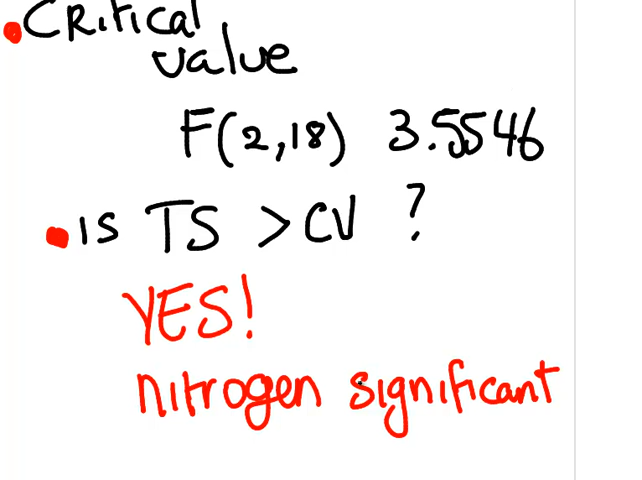 • Critical
value
F(2,18) 3.5546
• is TS > CV ?
YES!
nitrogen significant